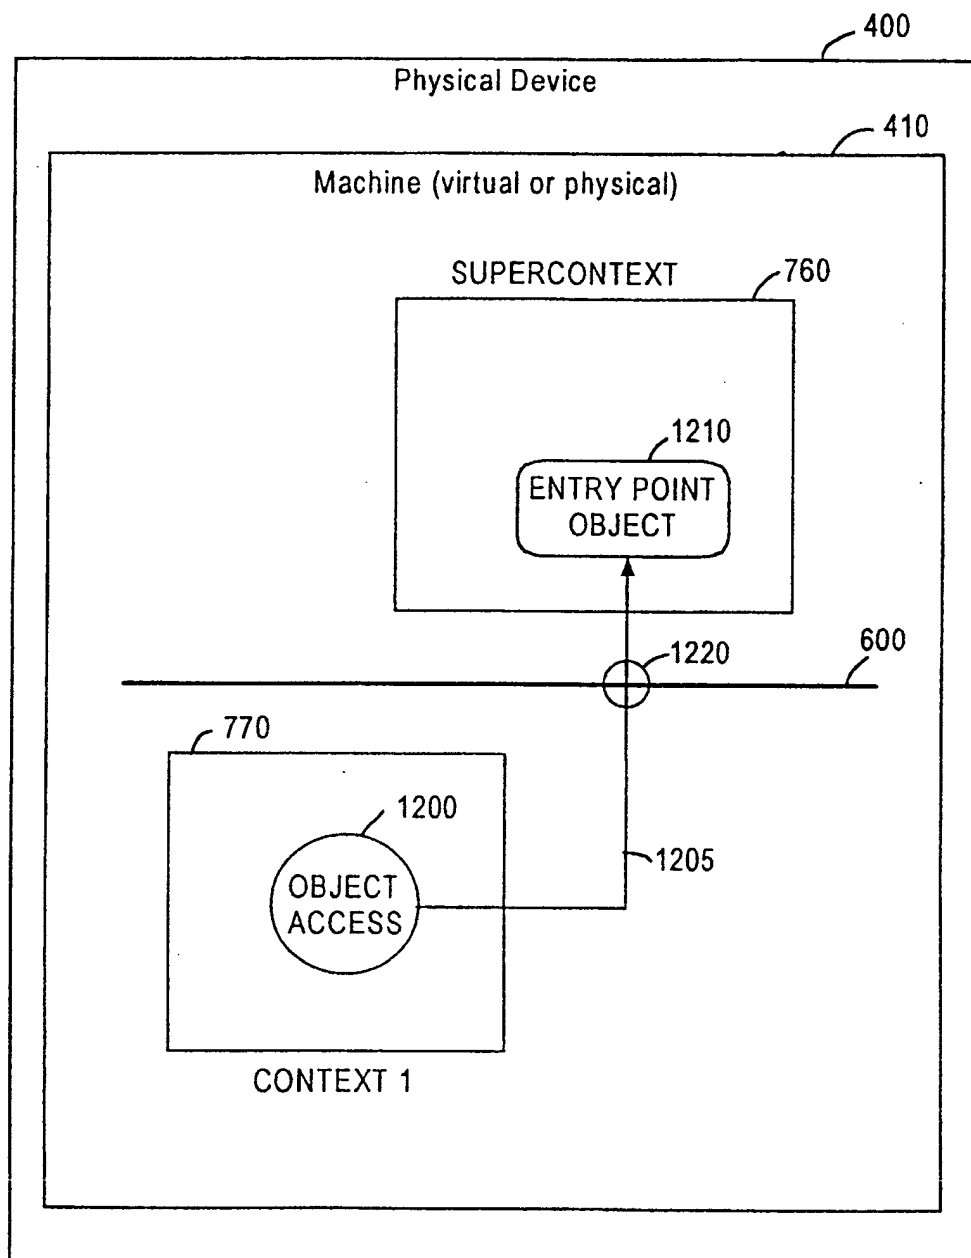 400
Physical Device
410
Machine (virtual or physical)
SUPERCONTEXT
760
1210
ENTRY POINT
OBJECT
1220
600
770
1200
OBJECT
ACCESS
1205
CONTEXT 1